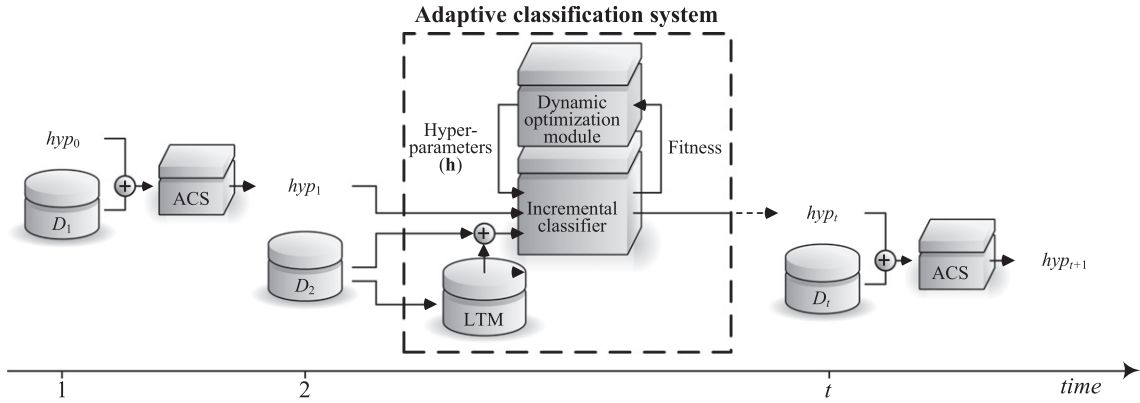 Adaptive classification system
Dynamic
optimization
module
Hyper-
parameters
(h)
Fitness
hyp₀
ACS
D₁
hyp₁
Incremental
classifier
D₂
LTM
hypₜ
Dₜ
ACS
hypₜ₊₁
1
2
t
time